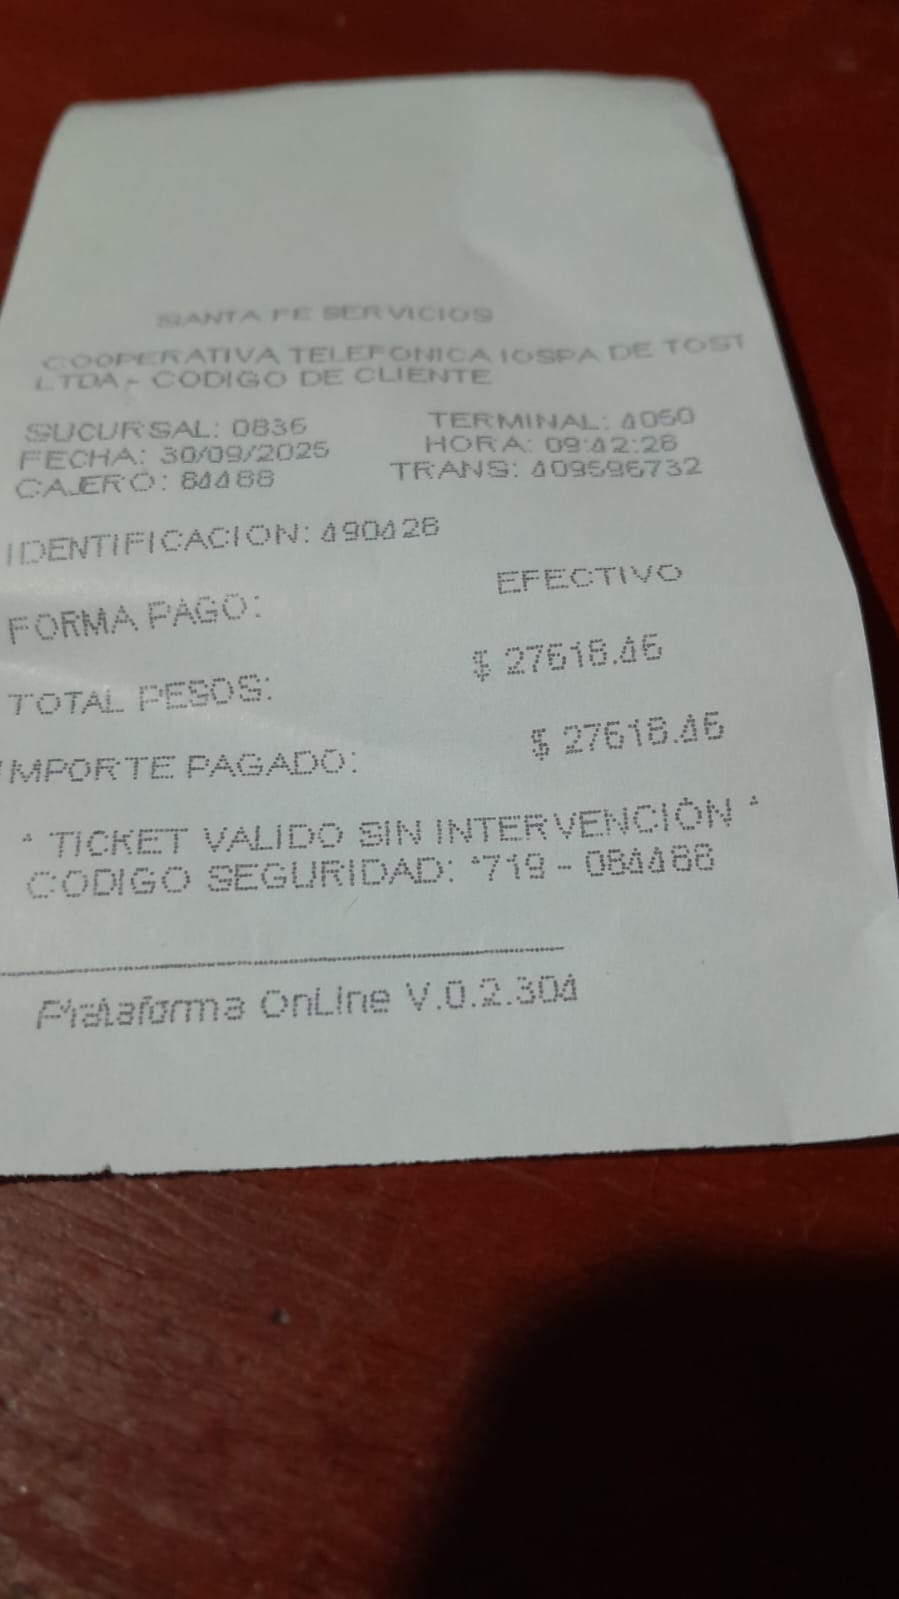 SANTA FE SERVICIOS
COOPERATIVA TELEFONICA IOSPA DE TOST
LTDA - CODIGO DE CLIENTE
SUCURSAL: 0836 TERMINAL: 4050
FECHA: 30/09/2025 HORA: 09:42:28
CAJERO: 84488 TRANS: 409596732
IDENTIFICACION: 490428
FORMA PAGO: EFECTIVO
TOTAL PESOS: $ 27618.46
IMPORTE PAGADO: $ 27618.46
* TICKET VALIDO SIN INTERVENCIÓN *
CODIGO SEGURIDAD: *719 - 084488
Plataforma OnLine V.0.2.304